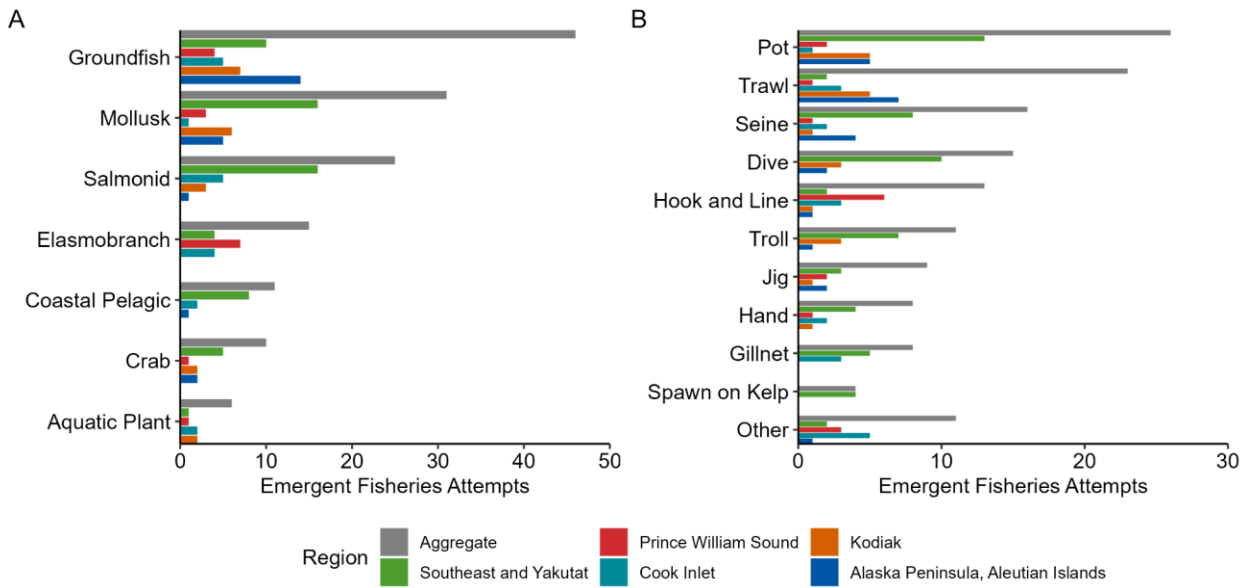 A
Groundfish
Mollusk
Salmonid
Elasmobranch
Coastal Pelagic
Crab
Aquatic Plant
0 10 20 30 40 50
Emergent Fisheries Attempts
B
Pot
Trawl
Seine
Dive
Hook and Line
Troll
Jig
Hand
Gillnet
Spawn on Kelp
Other
0 10 20 30
Emergent Fisheries Attempts
Region
Aggregate
Southeast and Yakutat
Prince William Sound
Cook Inlet
Kodiak
Alaska Peninsula, Aleutian Islands